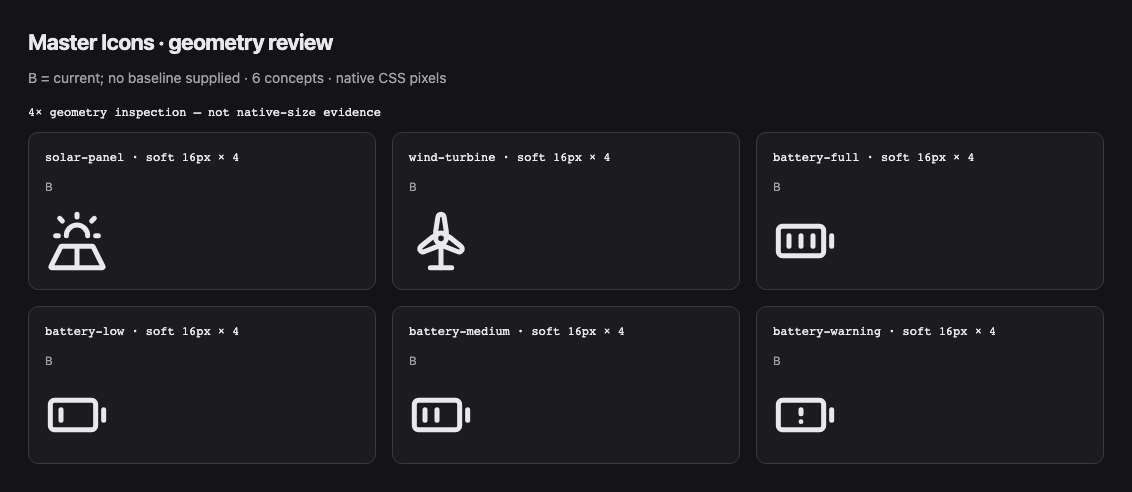 Master Icons · geometry review
B = current; no baseline supplied · 6 concepts · native CSS pixels
4× geometry inspection — not native-size evidence
solar-panel · soft 16px × 4
B
wind-turbine · soft 16px × 4
B
battery-full · soft 16px × 4
B
battery-low · soft 16px × 4
B
battery-medium · soft 16px × 4
B
battery-warning · soft 16px × 4
B